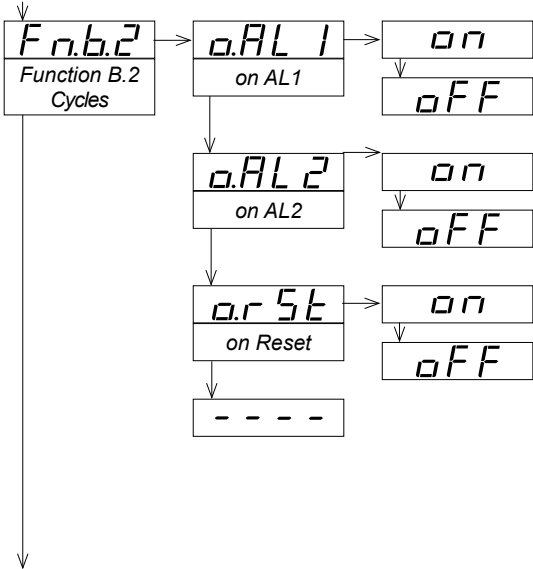 Fn.b.2
Function B.2
Cycles
o.AL 1
on AL1
on
oFF
o.AL 2
on AL2
on
oFF
o.r St
on Reset
on
oFF
- - - -